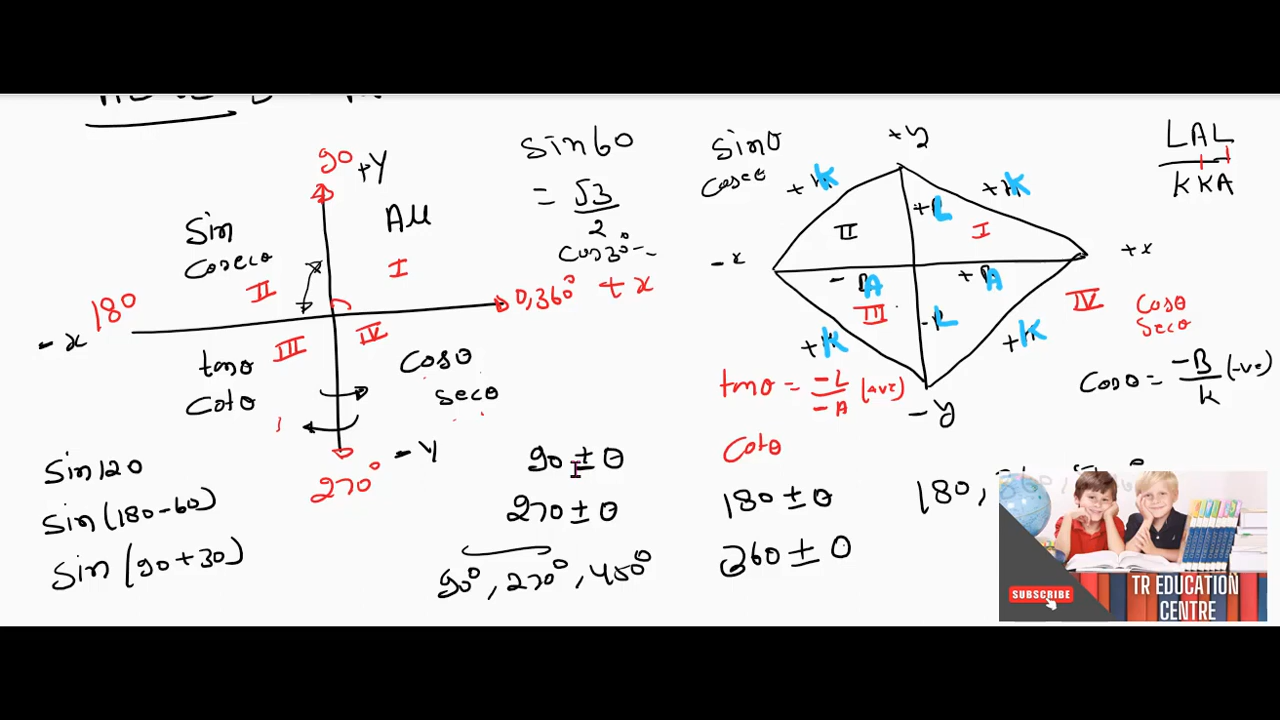 90 +Y
Sin All
Cosecθ
II I
180° 0,360° + x
- x
III IV
tanθ Cosθ
Cotθ secθ
- Y
270°
Sin120
Sin(180-60)
Sin(90+30)
sin60
= √3/2
Cos30°
90 ± θ
270 ± θ
90°, 270°, 450°
Sinθ
Cosecθ
+y
+K +K
+L
II I
- x +x
- A + A
III IV
-L
+K +K
- y
Cosθ
Secθ
tanθ = -L/-A (+ve)
Cotθ
Cosθ = -B/K (-ve)
180 ± θ
360 ± θ
180,
LAL
KKA
SUBSCRIBE
TR EDUCATION
CENTRE